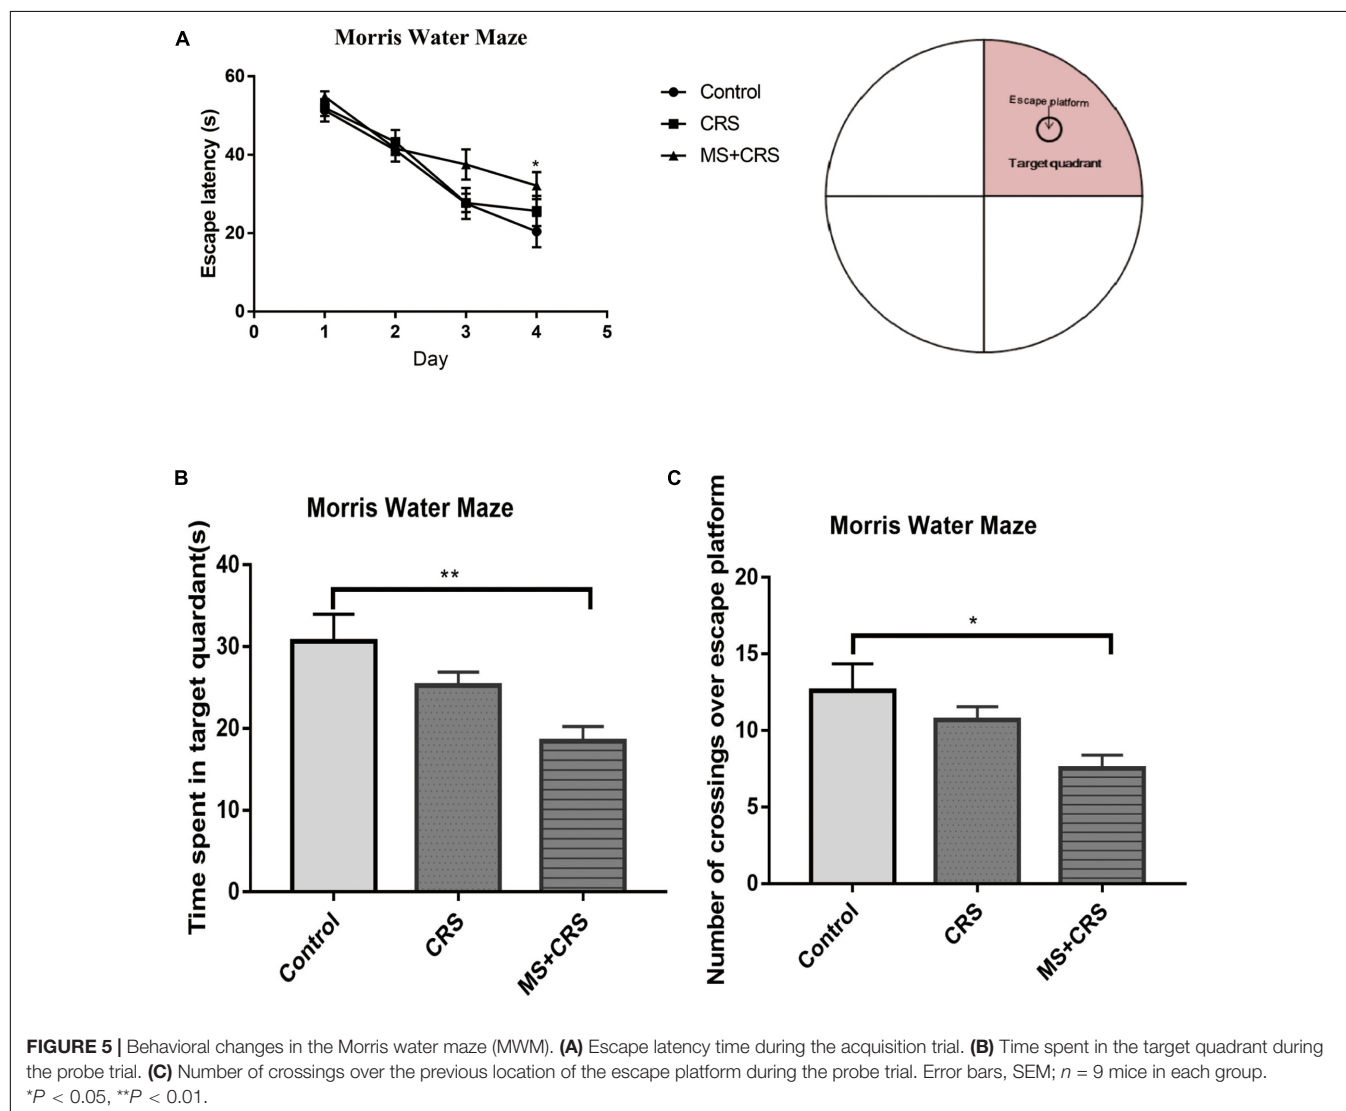 A
Morris Water Maze
Escape latency (s)
60
40
20
0
*
0 1 2 3 4 5
Day
Control
CRS
MS+CRS
Escape platform
Target quadrant
B
Morris Water Maze
Time spent in target quardant(s)
40
30
20
10
0
**
Control
CRS
MS+CRS
C
Morris Water Maze
Number of crossings over escape platform
20
15
10
5
0
*
Control
CRS
MS+CRS
FIGURE 5 | Behavioral changes in the Morris water maze (MWM). (A) Escape latency time during the acquisition trial. (B) Time spent in the target quadrant during
the probe trial. (C) Number of crossings over the previous location of the escape platform during the probe trial. Error bars, SEM; n = 9 mice in each group.
*P < 0.05, **P < 0.01.